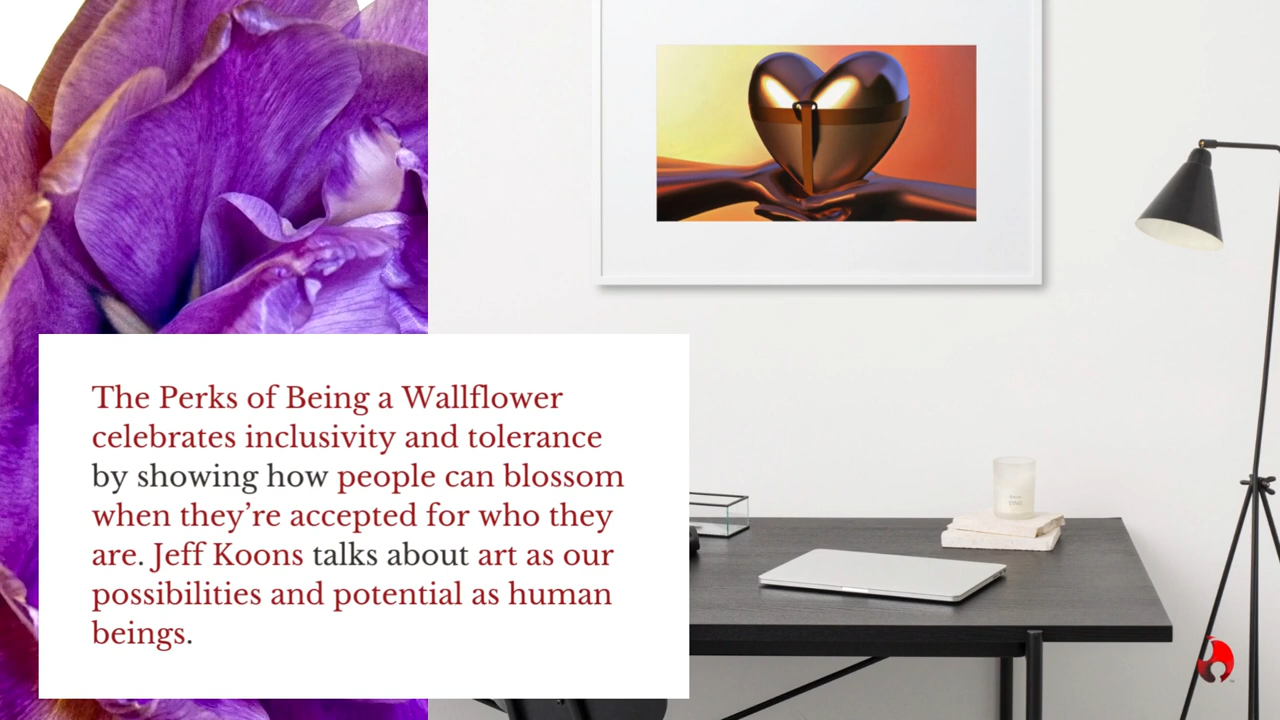 The Perks of Being a Wallflower
celebrates inclusivity and tolerance
by showing how people can blossom
when they’re accepted for who they
are. Jeff Koons talks about art as our
possibilities and potential as human
beings.